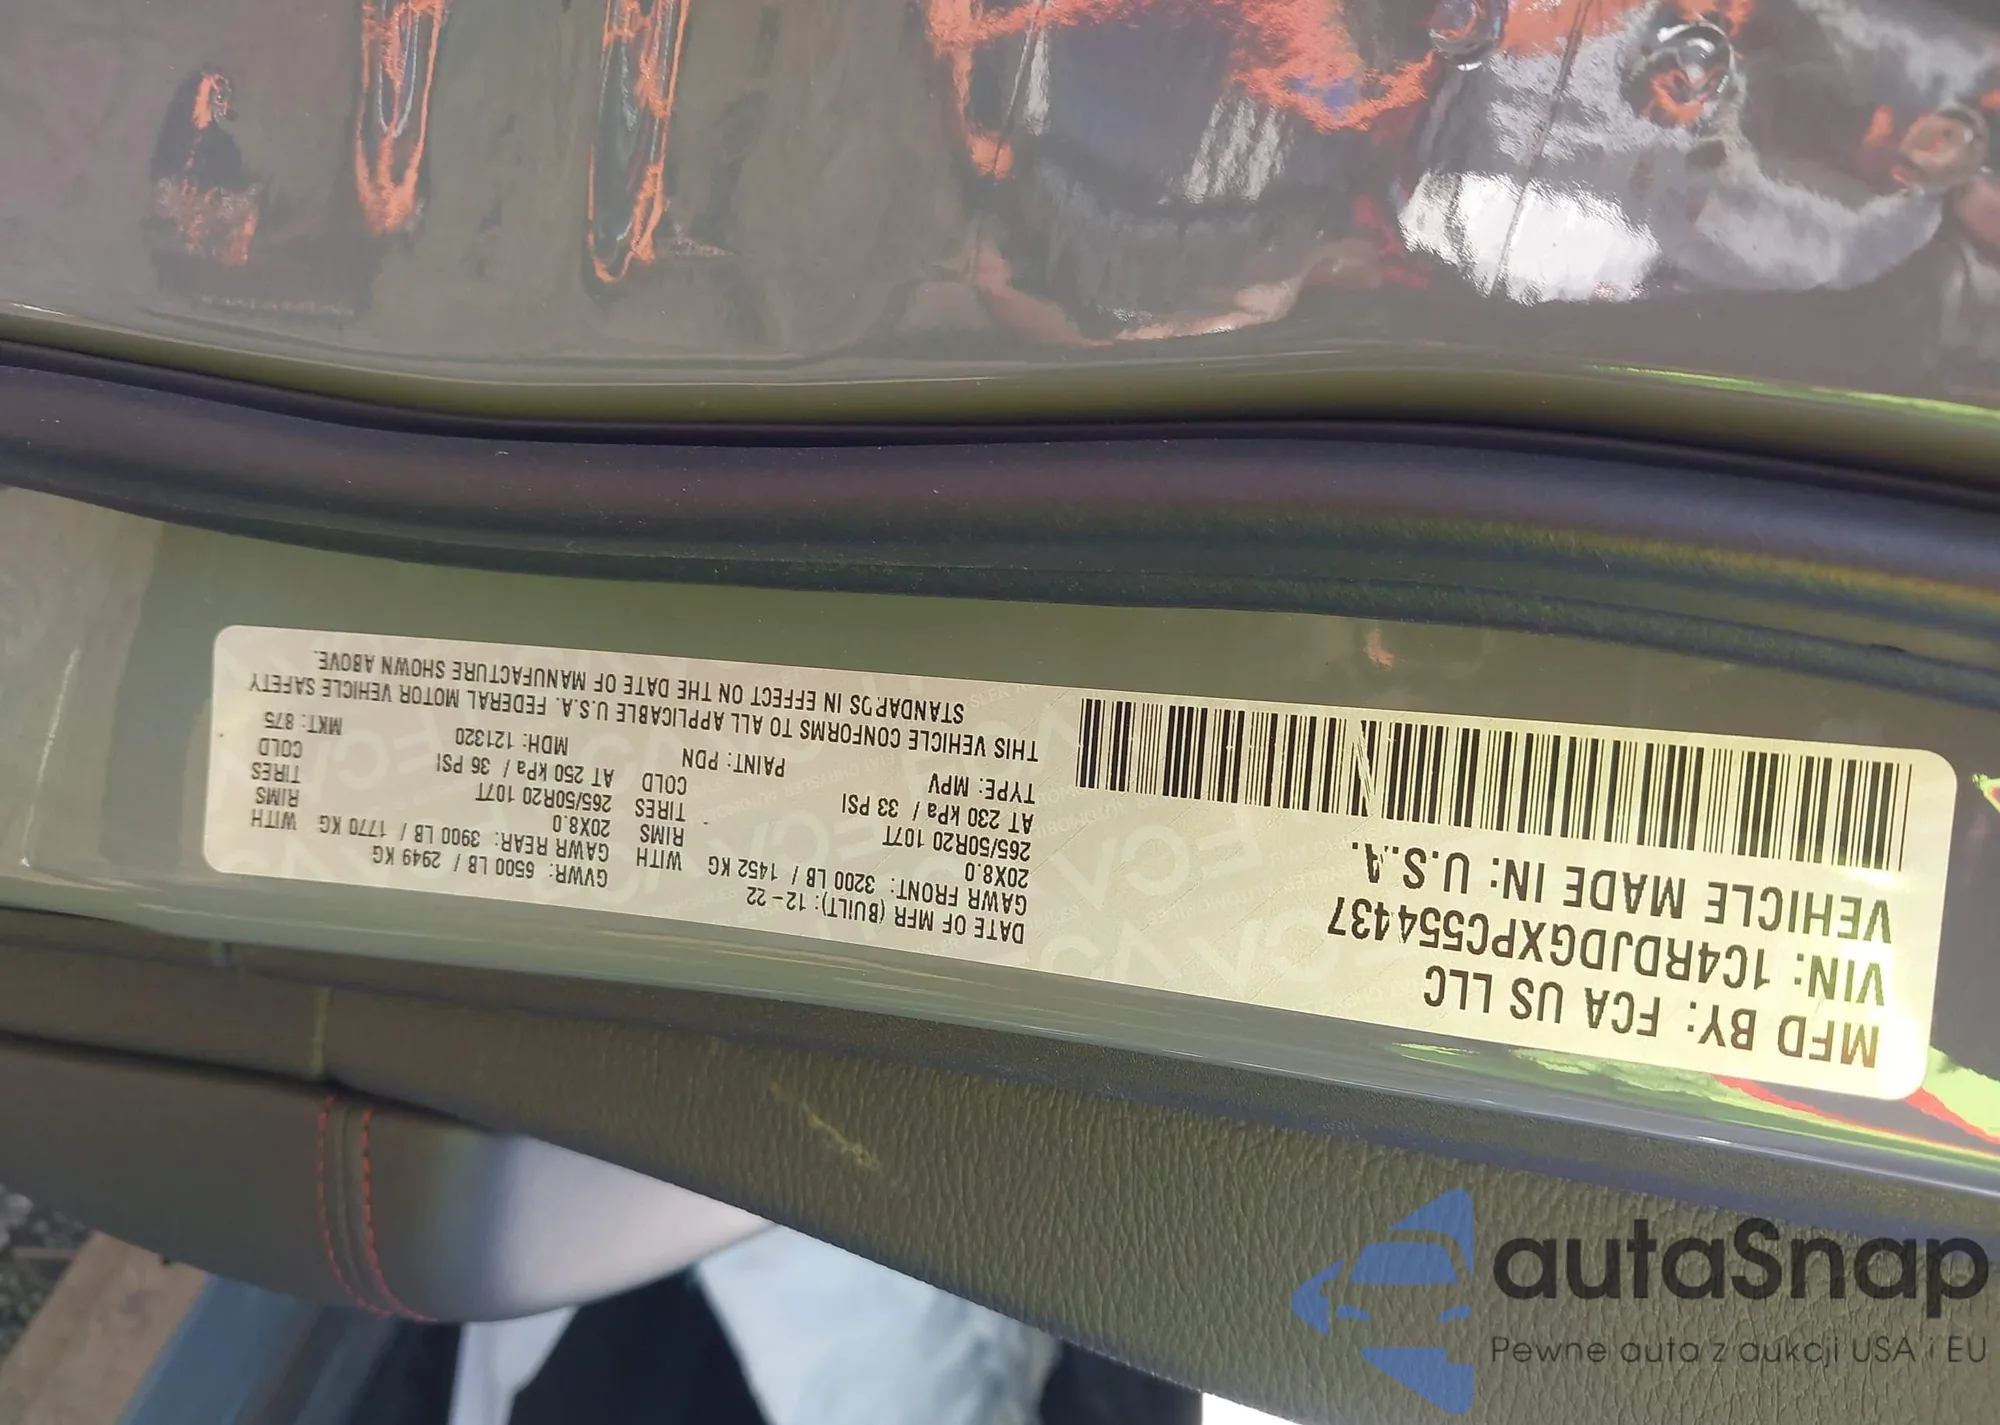 MFD BY: FCA US LLC
VIN: 1C4RDJDGXPC554437
VEHICLE MADE IN: U.S.A.
DATE OF MFR (BUILT): 12-22 GVWR: 6500 LB / 2949 KG
GAWR FRONT: 3200 LB / 1452 KG WITH GAWR REAR: 3900 LB / 1770 KG WITH
20X8.0 RIMS 20X8.0 RIMS
265/50R20 107T TIRES 265/50R20 107T TIRES
AT 230 kPa / 33 PSI COLD AT 250 kPa / 36 PSI COLD
TYPE: MPV PAINT: PDN MDH: 121320 MKT: 875
THIS VEHICLE CONFORMS TO ALL APPLICABLE U.S.A. FEDERAL MOTOR VEHICLE SAFETY
STANDARDS IN EFFECT ON THE DATE OF MANUFACTURE SHOWN ABOVE.
autaSnap
Pewne auta z aukcji USA i EU